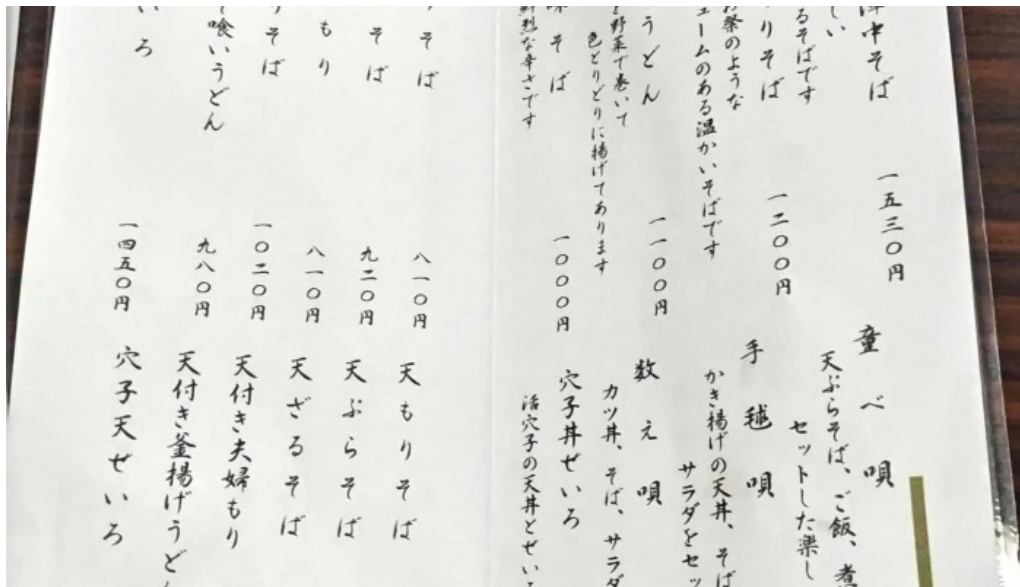 中そば 一五三〇円
しい
るそばです
りそば 一二〇〇円
お祭のような
ュームのある温かいそばです
うどん 一一〇〇円
と野菜で巻いて
色とりどりに揚げてあります
そば 一〇〇〇円
鮮烈な辛さです
童べ唄
天ぷらそば、ご飯、煮
セットした楽し
手毬唄
かき揚げの天丼、そば
サラダをセッ
数え唄
カツ丼、そば、サラダ
穴子丼ぜいろ
活穴子の天丼とせいろ
そば 八一〇円
そば 九二〇円
もり 八一〇円
りそば 一〇二〇円
喰いうどん 九八〇円
いろ 一四五〇円
天もりそば
天ぷらそば
天ざるそば
天付き夫婦もり
天付き釜揚げうどん
穴子天ぜいろ